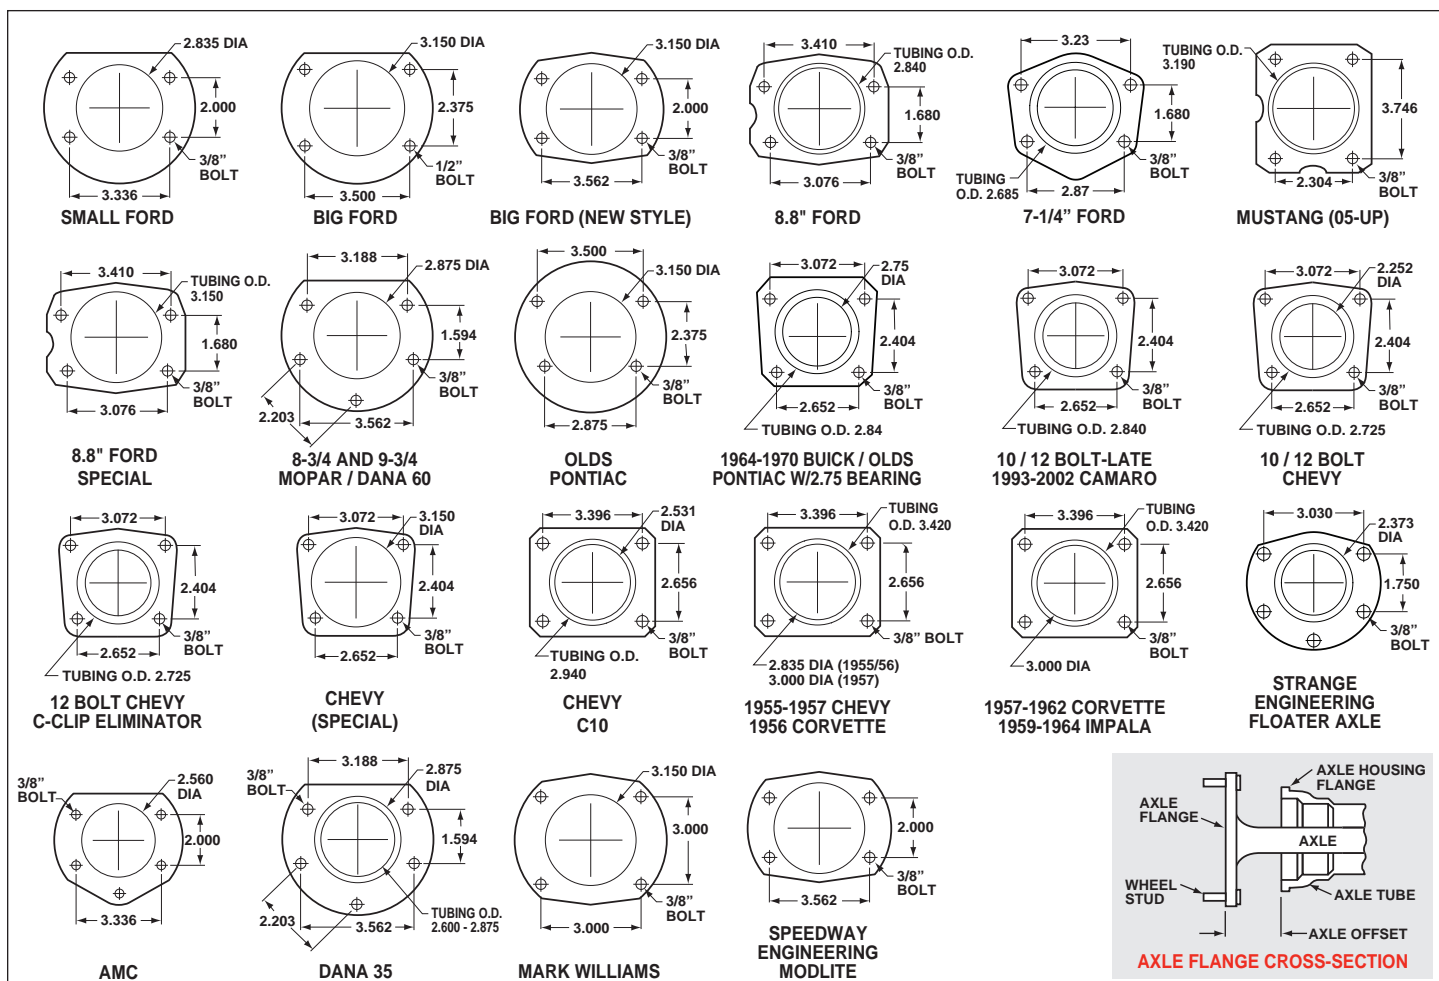 2.835 DIA
2.000
3/8”
BOLT
3.336
SMALL FORD
3.150 DIA
2.375
1/2”
BOLT
3.500
BIG FORD
3.150 DIA
2.000
3/8”
BOLT
3.562
BIG FORD (NEW STYLE)
3.410
TUBING O.D.
2.840
1.680
3/8”
BOLT
3.076
8.8" FORD
3.23
1.680
TUBING
O.D. 2.685
3/8”
BOLT
2.87
7-1/4” FORD
TUBING O.D.
3.190
3.746
2.304
3/8”
BOLT
MUSTANG (05-UP)
3.410
TUBING O.D.
3.150
1.680
3/8”
BOLT
3.076
8.8" FORD
SPECIAL
3.188
2.875 DIA
1.594
3/8”
BOLT
2.203
3.562
8-3/4 AND 9-3/4
MOPAR / DANA 60
3.500
3.150 DIA
2.375
3/8”
BOLT
2.875
OLDS
PONTIAC
3.072
2.75
DIA
2.404
3/8”
BOLT
2.652
TUBING O.D. 2.84
1964-1970 BUICK / OLDS
PONTIAC W/2.75 BEARING
3.072
2.404
3/8”
BOLT
2.652
TUBING O.D. 2.840
10 / 12 BOLT-LATE
1993-2002 CAMARO
3.072
2.252
DIA
2.404
3/8”
BOLT
2.652
TUBING O.D. 2.725
10 / 12 BOLT
CHEVY
3.072
2.404
3/8”
BOLT
2.652
TUBING O.D. 2.725
12 BOLT CHEVY
C-CLIP ELIMINATOR
3.072
3.150
DIA
2.404
3/8”
BOLT
2.652
CHEVY
(SPECIAL)
3.396
2.531
DIA
2.656
3/8”
BOLT
TUBING O.D.
2.940
CHEVY
C10
3.396
TUBING
O.D. 3.420
2.656
3/8” BOLT
2.835 DIA (1955/56)
3.000 DIA (1957)
1955-1957 CHEVY
1956 CORVETTE
3.396
TUBING
O.D. 3.420
2.656
3/8”
BOLT
3.000 DIA
1957-1962 CORVETTE
1959-1964 IMPALA
3.030
2.373
DIA
1.750
3/8”
BOLT
STRANGE
ENGINEERING
FLOATER AXLE
3/8”
BOLT
2.560
DIA
2.000
3.336
AMC
3.188
3/8”
BOLT
2.875
DIA
1.594
2.203
3.562
TUBING O.D.
2.600 - 2.875
DANA 35
3.150 DIA
3.000
3/8”
BOLT
3.000
MARK WILLIAMS
2.000
3/8”
BOLT
3.562
SPEEDWAY
ENGINEERING
MODLITE
AXLE HOUSING
FLANGE
AXLE
FLANGE
AXLE
WHEEL
STUD
AXLE TUBE
AXLE OFFSET
AXLE FLANGE CROSS-SECTION